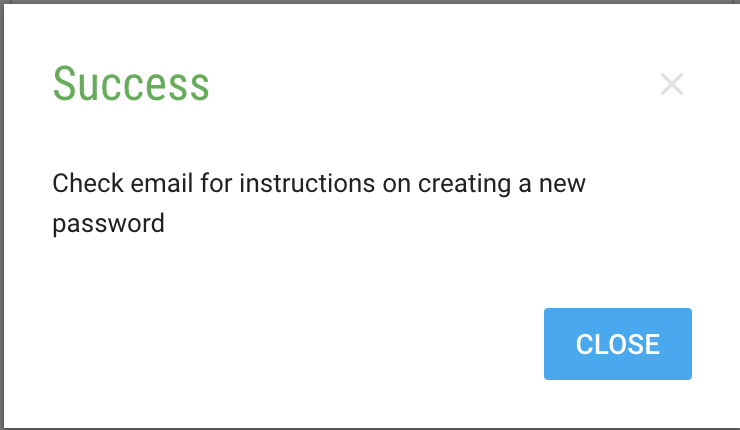 Success
Check email for instructions on creating a new
password
CLOSE